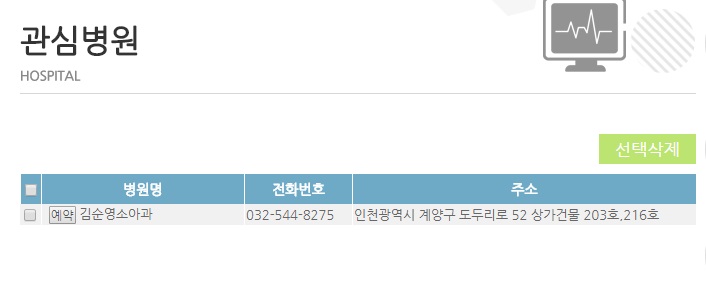 관심병원
HOSPITAL
선택삭제
병원명 전화번호 주소
예약 김순영소아과 032-544-8275 인천광역시 계양구 도두리로 52 상가건물 203호,216호